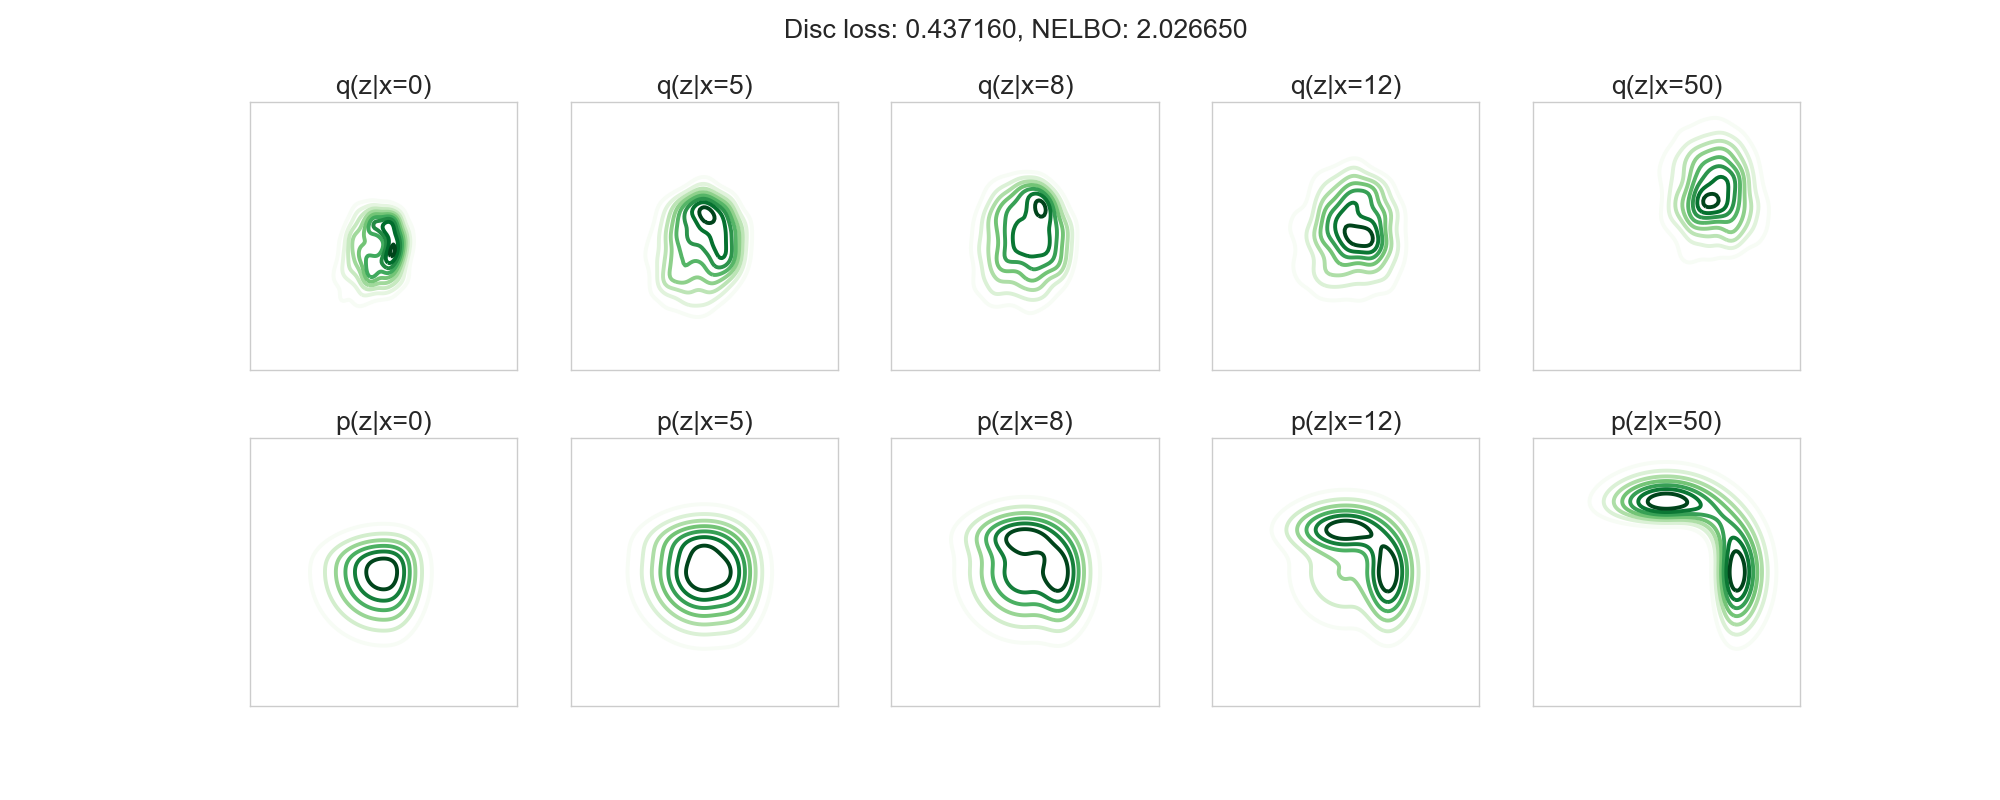 Disc loss: 0.437160, NELBO: 2.026650
q(z|x=0) q(z|x=5) q(z|x=8) q(z|x=12) q(z|x=50)
p(z|x=0) p(z|x=5) p(z|x=8) p(z|x=12) p(z|x=50)